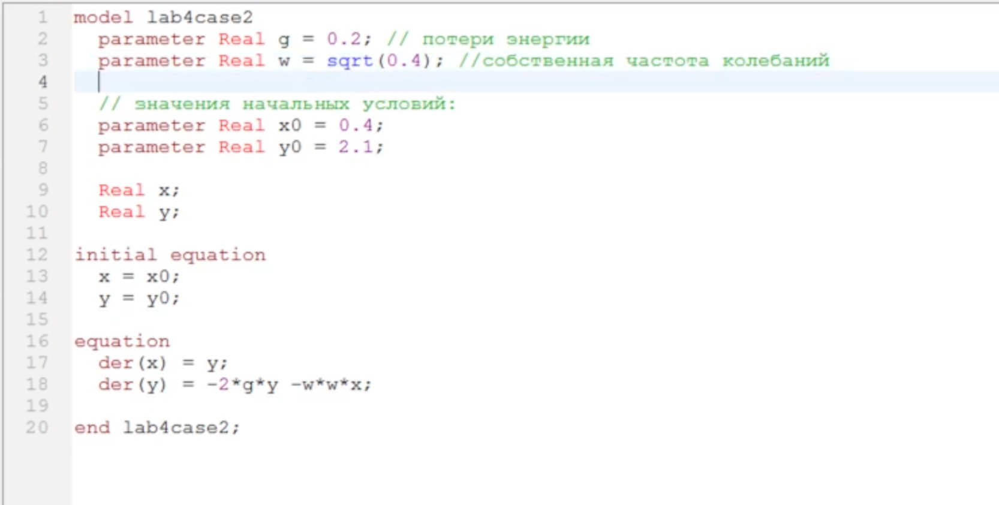 1 model lab4case2
2 parameter Real g = 0.2; // потери энергии
3 parameter Real w = sqrt(0.4); //собственная частота колебаний
4
5 // значения начальных условий:
6 parameter Real x0 = 0.4;
7 parameter Real y0 = 2.1;
8
9 Real x;
10 Real y;
11
12 initial equation
13 x = x0;
14 y = y0;
15
16 equation
17 der(x) = y;
18 der(y) = -2*g*y -w*w*x;
19
20 end lab4case2;